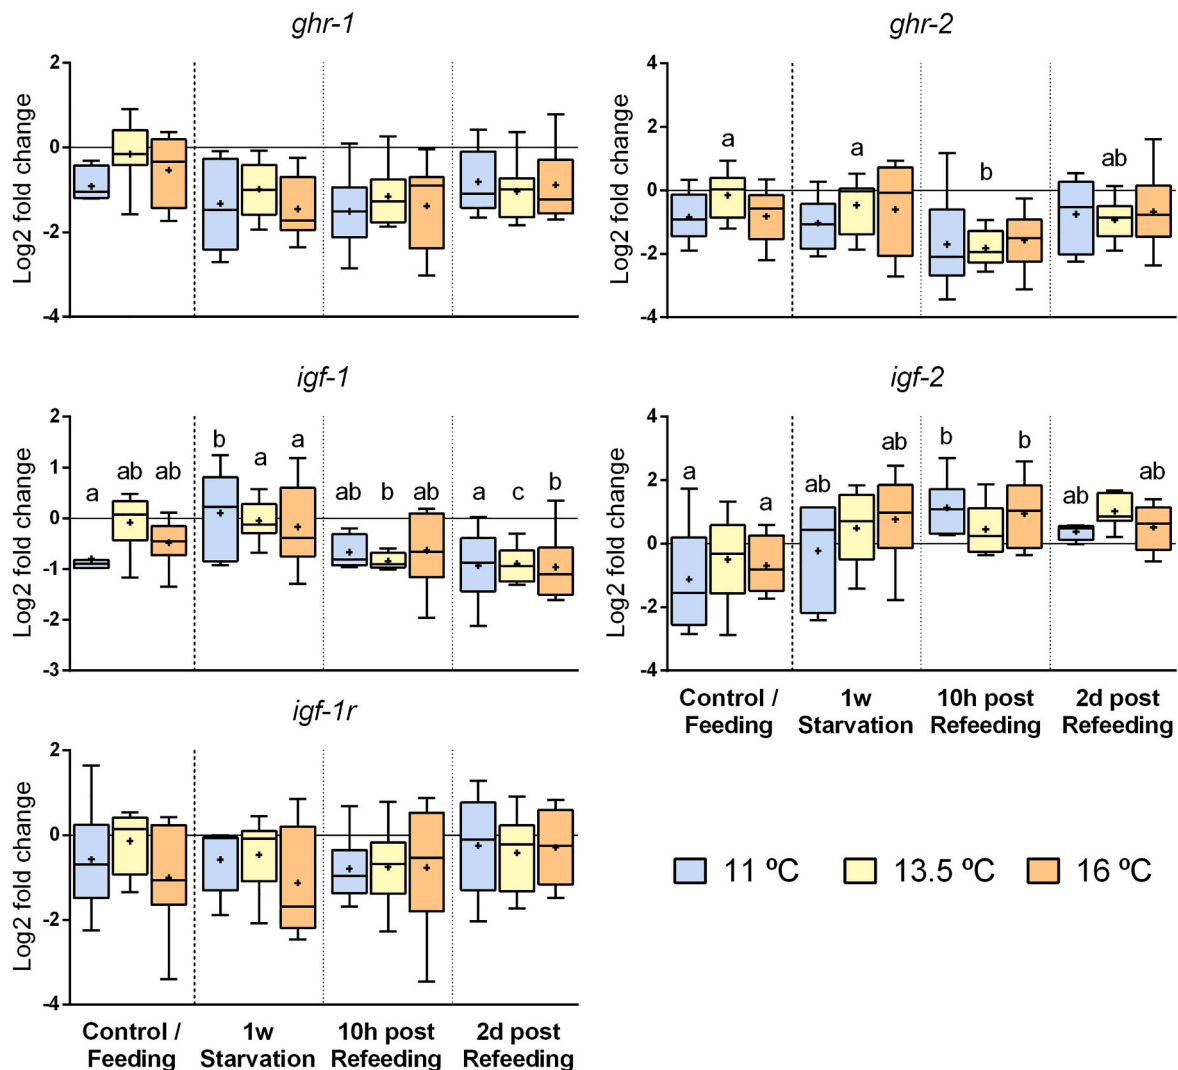 ghr-1
Log2 fold change
2
0
-2
-4
ghr-2
Log2 fold change
4
2
0
-2
-4
a
a
b
ab
igf-1
Log2 fold change
2
1
0
-1
-2
-3
a
ab
ab
b
a
a
ab
b
ab
a
c
b
igf-2
Log2 fold change
4
2
0
-2
-4
a
a
ab
ab
b
b
ab
ab
Control /
Feeding
1w
Starvation
10h post
Refeeding
2d post
Refeeding
igf-1r
Log2 fold change
2
0
-2
-4
Control /
Feeding
1w
Starvation
10h post
Refeeding
2d post
Refeeding
11 ºC
13.5 ºC
16 ºC